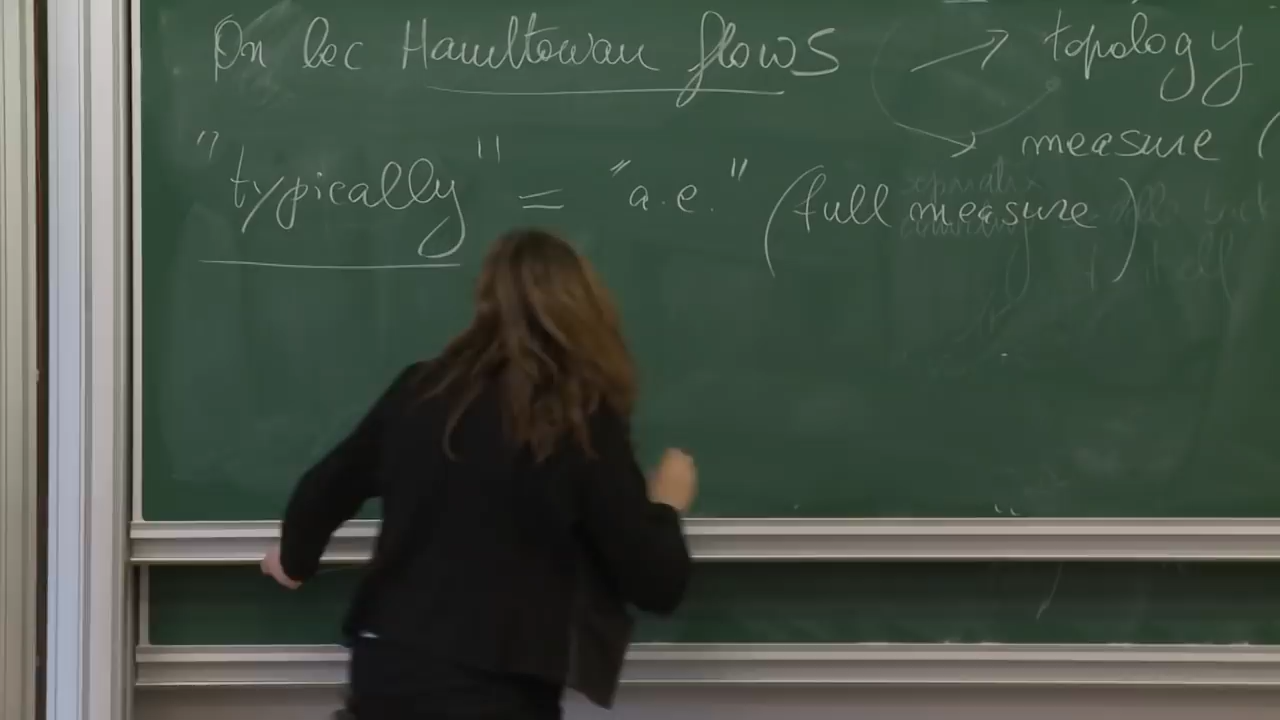 On loc Hamiltonian flows → topology
→ measure (
"typically" = "a.e." (full measure)